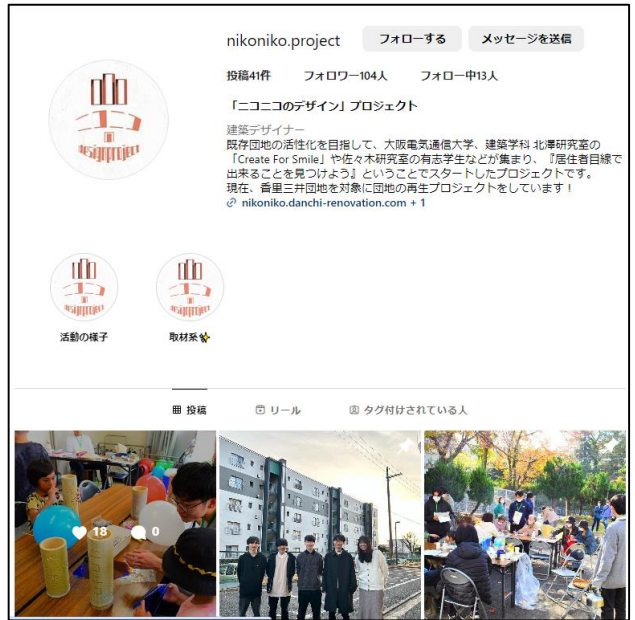 nikoniko.project フォローする メッセージを送信
投稿41件 フォロワー104人 フォロー中13人
「ニコニコのデザイン」プロジェクト
建築デザイナー
既存団地の活性化を目指して、大阪電気通信大学、建築学科 北澤研究室の
「Create For Smile」や佐々木研究室の有志学生などが集まり、『居住者目線で
出来ることを見つけよう』ということでスタートしたプロジェクトです。
現在、香里三井団地を対象に団地の再生プロジェクトをしています！
nikoniko.danchi-renovation.com + 1
designproject
designproject
designproject
活動の様子 取材系✨
投稿 リール タグ付けされている人
18 0